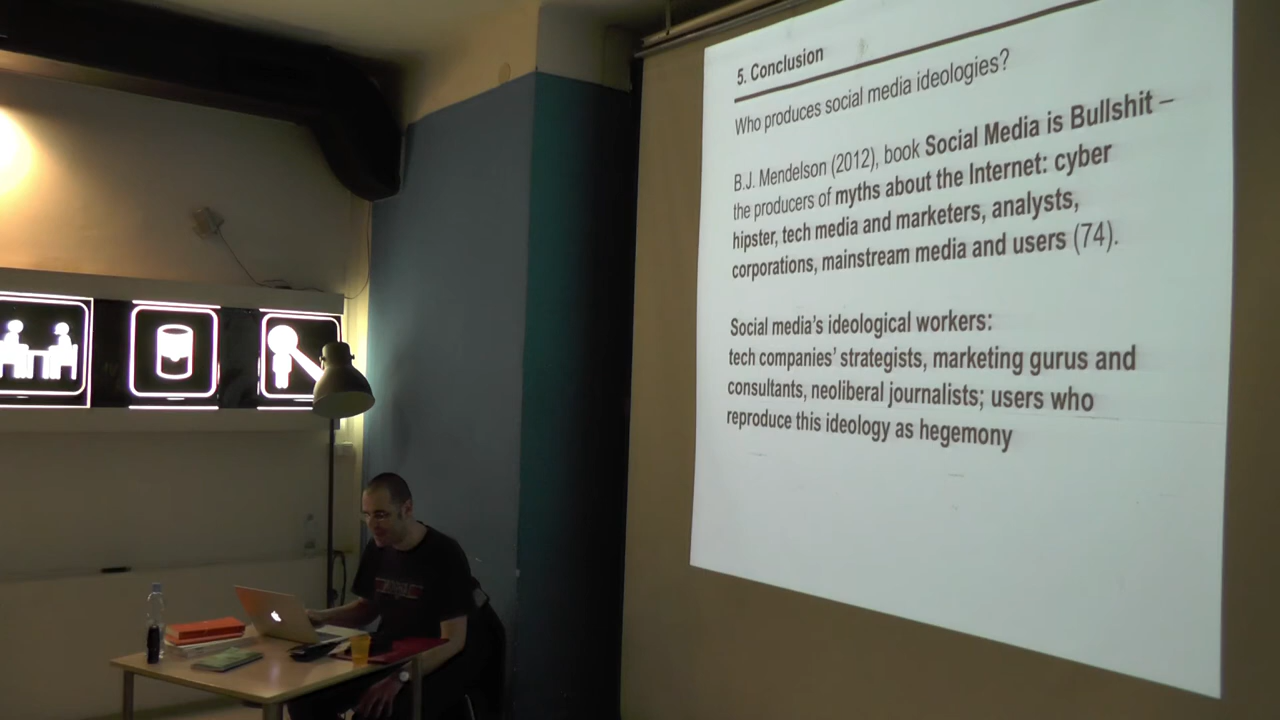 5. Conclusion
Who produces social media ideologies?
B.J. Mendelson (2012), book Social Media is Bullshit –
the producers of myths about the Internet: cyber
hipster, tech media and marketers, analysts,
corporations, mainstream media and users (74).
Social media's ideological workers:
tech companies' strategists, marketing gurus and
consultants, neoliberal journalists; users who
reproduce this ideology as hegemony